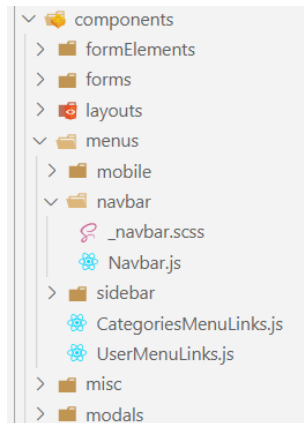 components
formElements
forms
layouts
menus
mobile
navbar
_navbar.scss
Navbar.js
sidebar
CategoriesMenuLinks.js
UserMenuLinks.js
misc
modals